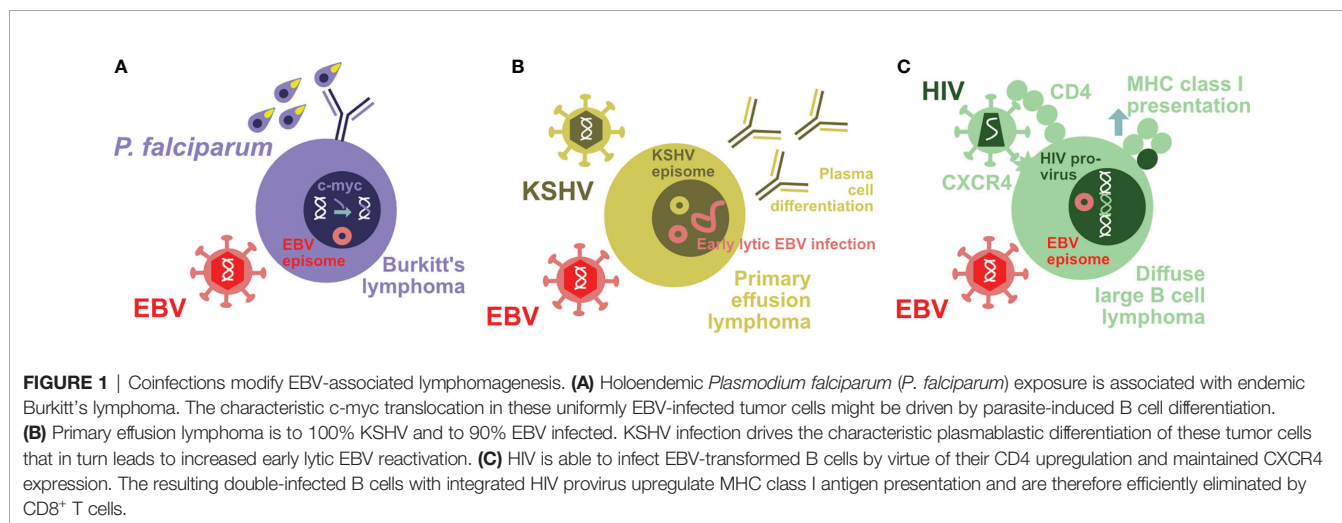 A
P. falciparum
c-myc
EBV
episome
Burkitt's
lymphoma
EBV
B
KSHV
KSHV
episome
Plasma
cell
differentiation
Early lytic EBV infection
EBV
Primary
effusion
lymphoma
C
HIV
CD4
MHC class I
presentation
CXCR4
HIV pro-
virus
EBV
episome
EBV
Diffuse
large B cell
lymphoma
FIGURE 1 | Coinfections modify EBV-associated lymphomagenesis. (A) Holoendemic Plasmodium falciparum (P. falciparum) exposure is associated with endemic
Burkitt's lymphoma. The characteristic c-myc translocation in these uniformly EBV-infected tumor cells might be driven by parasite-induced B cell differentiation.
(B) Primary effusion lymphoma is to 100% KSHV and to 90% EBV infected. KSHV infection drives the characteristic plasmablastic differentiation of these tumor cells
that in turn leads to increased early lytic EBV reactivation. (C) HIV is able to infect EBV-transformed B cells by virtue of their CD4 upregulation and maintained CXCR4
expression. The resulting double-infected B cells with integrated HIV provirus upregulate MHC class I antigen presentation and are therefore efficiently eliminated by
CD8⁺ T cells.